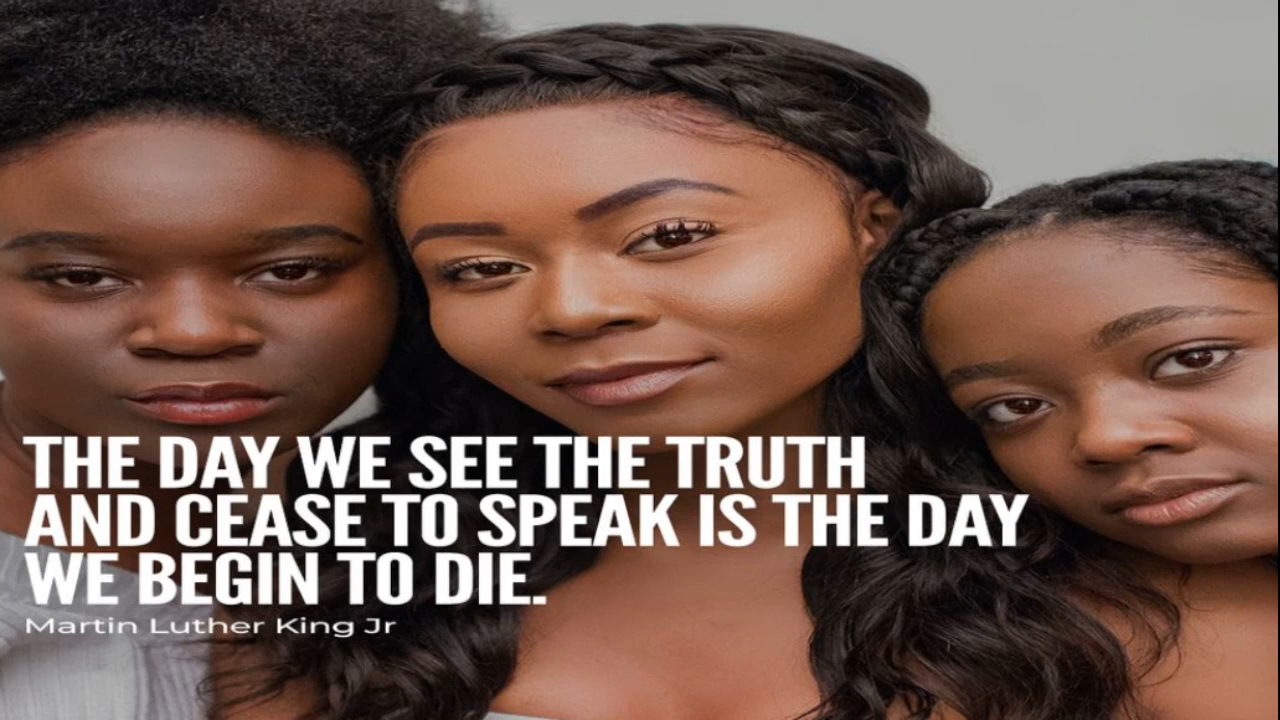 THE DAY WE SEE THE TRUTH
AND CEASE TO SPEAK IS THE DAY
WE BEGIN TO DIE.
Martin Luther King Jr